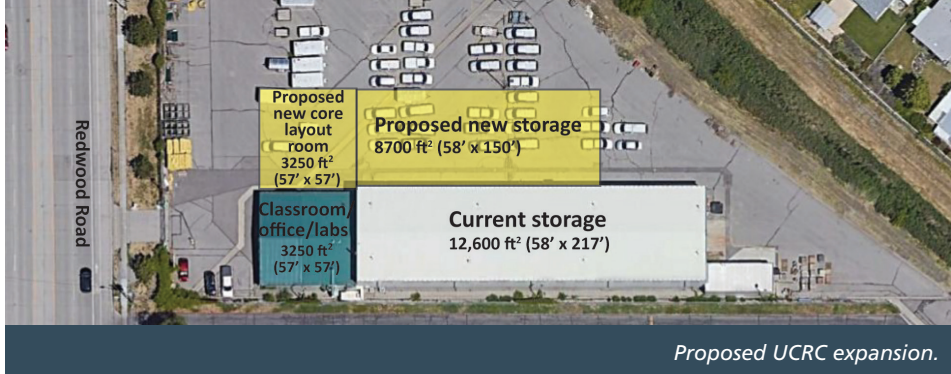 Redwood Road
Proposed
new core
layout
room
3250 ft²
(57’ x 57’)
Proposed new storage
8700 ft² (58’ x 150’)
Classroom/
office/labs
3250 ft²
(57’ x 57’)
Current storage
12,600 ft² (58’ x 217’)
Proposed UCRC expansion.